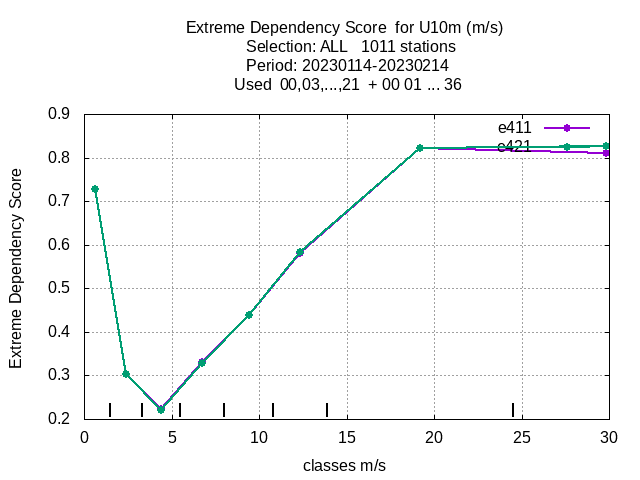 Extreme Dependency Score  for U10m (m/s)
Selection: ALL   1011 stations
Period: 20230114-20230214
Used  00,03,...,21  + 00 01 ... 36
e411
e421
0.9
0.8
0.7
0.6
0.5
0.4
0.3
0.2
Extreme Dependency Score
0 5 10 15 20 25 30
classes m/s